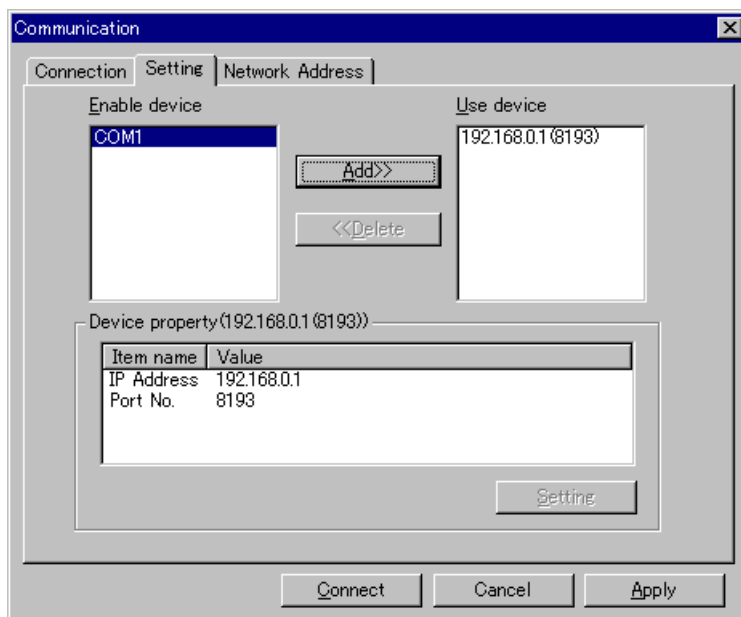 Communication
Connection Setting Network Address
Enable device Use device
COM1 192.168.0.1(8193)
Add>>
<<Delete
Device property(192.168.0.1(8193))
Item name Value
IP Address 192.168.0.1
Port No. 8193
Setting
Connect Cancel Apply